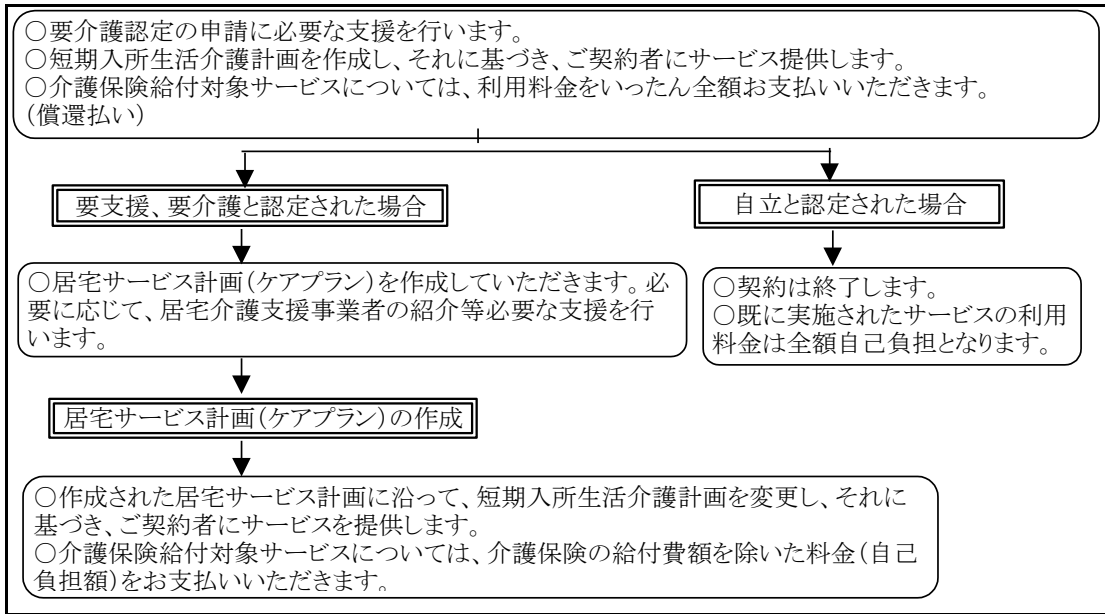 ○要介護認定の申請に必要な支援を行います。
○短期入所生活介護計画を作成し、それに基づき、ご契約者にサービス提供します。
○介護保険給付対象サービスについては、利用料金をいったん全額お支払いいただきます。
(償還払い)
要支援、要介護と認定された場合
自立と認定された場合
○居宅サービス計画(ケアプラン)を作成していただきます。必
要に応じて、居宅介護支援事業者の紹介等必要な支援を行
います。
○契約は終了します。
○既に実施されたサービスの利用
料金は全額自己負担となります。
居宅サービス計画(ケアプラン)の作成
○作成された居宅サービス計画に沿って、短期入所生活介護計画を変更し、それに
基づき、ご契約者にサービスを提供します。
○介護保険給付対象サービスについては、介護保険の給付費額を除いた料金(自己
負担額)をお支払いいただきます。